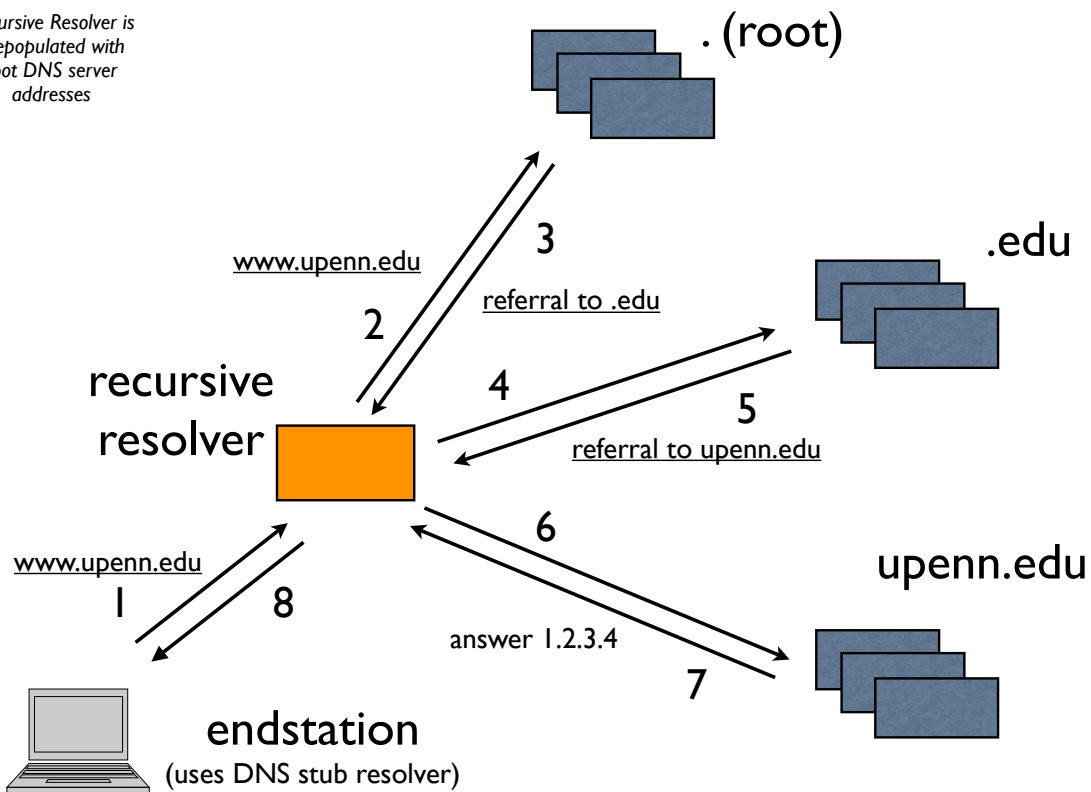 ursive Resolver is
epopulated with
ot DNS server
addresses
. (root)
3
www.upenn.edu
.edu
referral to .edu
2
recursive
resolver
4
5
referral to upenn.edu
6
www.upenn.edu
upenn.edu
1
8
answer 1.2.3.4
7
endstation
(uses DNS stub resolver)